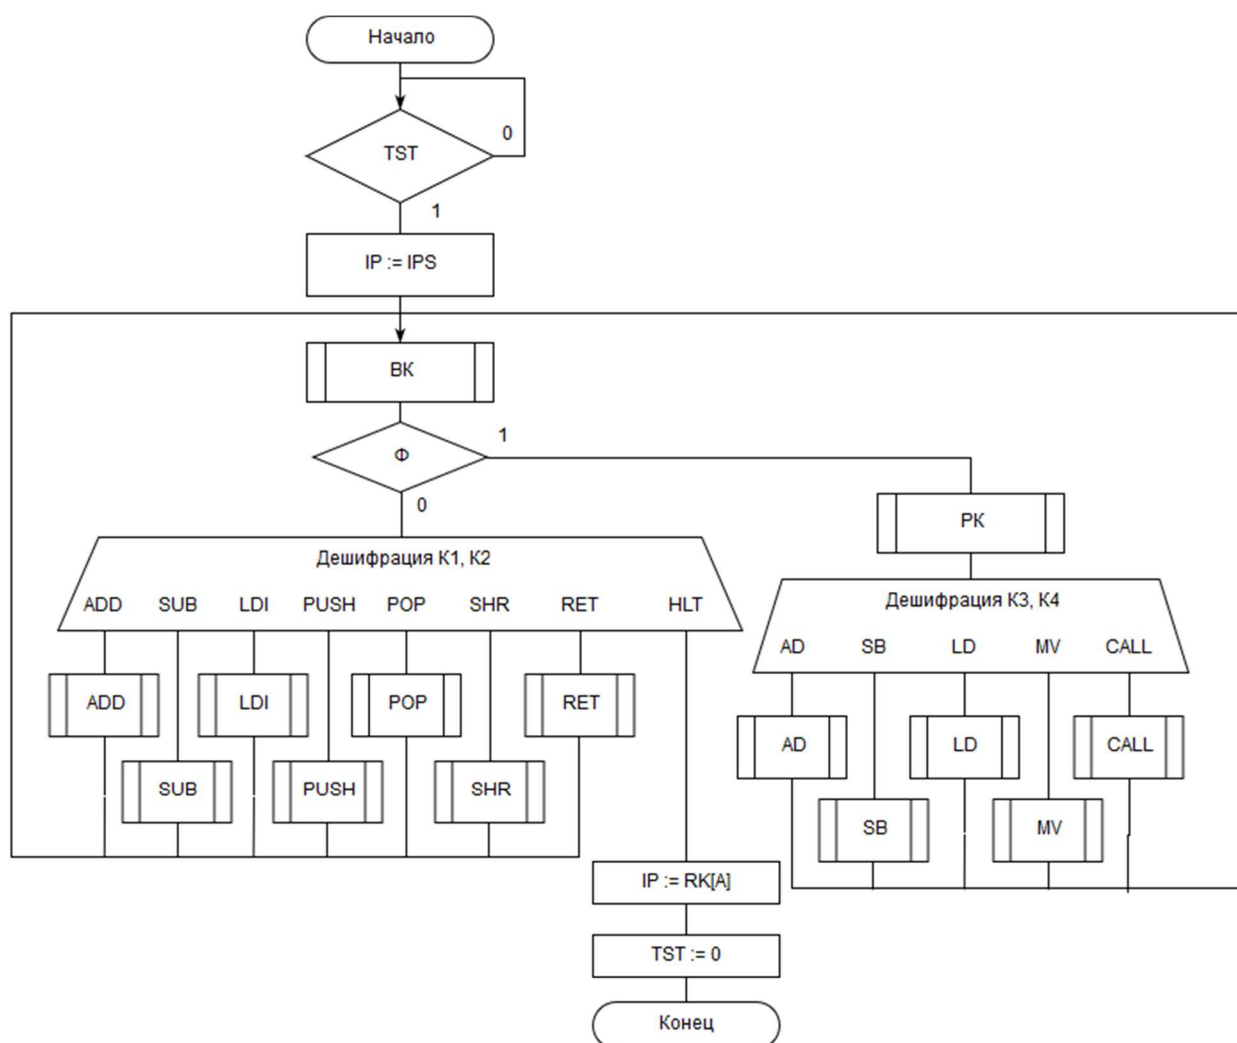 Начало
0
TST
1
IP := IPS
ВК
1
Ф
0
РК
Дешифрация К1, К2
ADD SUB LDI PUSH POP SHR RET HLT
Дешифрация К3, К4
AD SB LD MV CALL
ADD LDI POP RET
AD LD CALL
SUB PUSH SHR
SB MV
IP := RK[A]
TST := 0
Конец